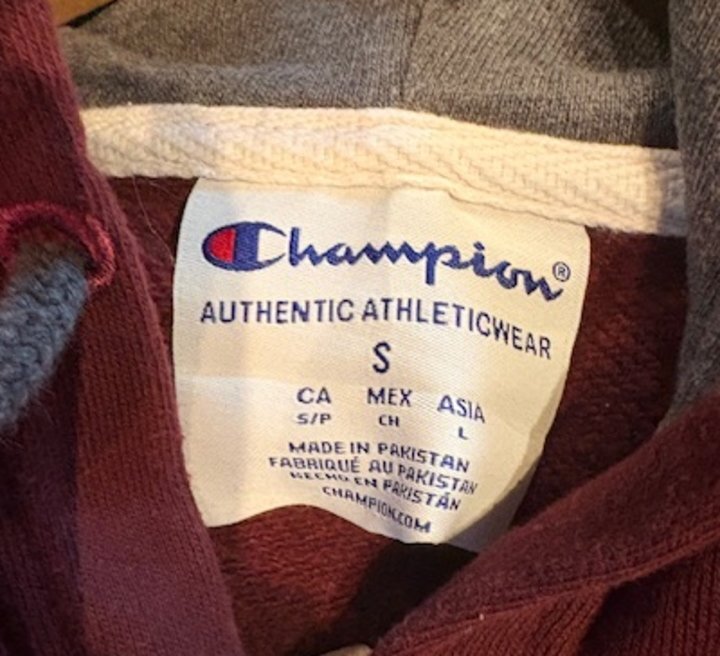 Champion®
AUTHENTIC ATHLETICWEAR
S
CA MEX ASIA
S/P CH L
MADE IN PAKISTAN
FABRIQUÉ AU PAKISTAN
HECHO EN PAKISTÁN
CHAMPION.COM